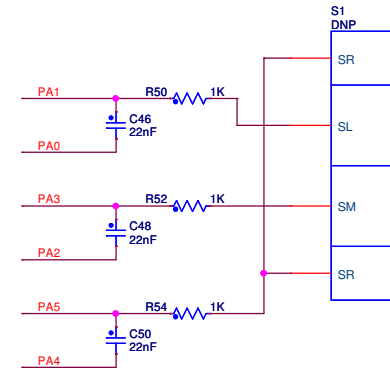 S1
DNP
SR
PA1
R50
1K
C46
22nF
SL
PA0
PA3
R52
1K
SM
C48
22nF
PA2
SR
PA5
R54
1K
C50
22nF
PA4